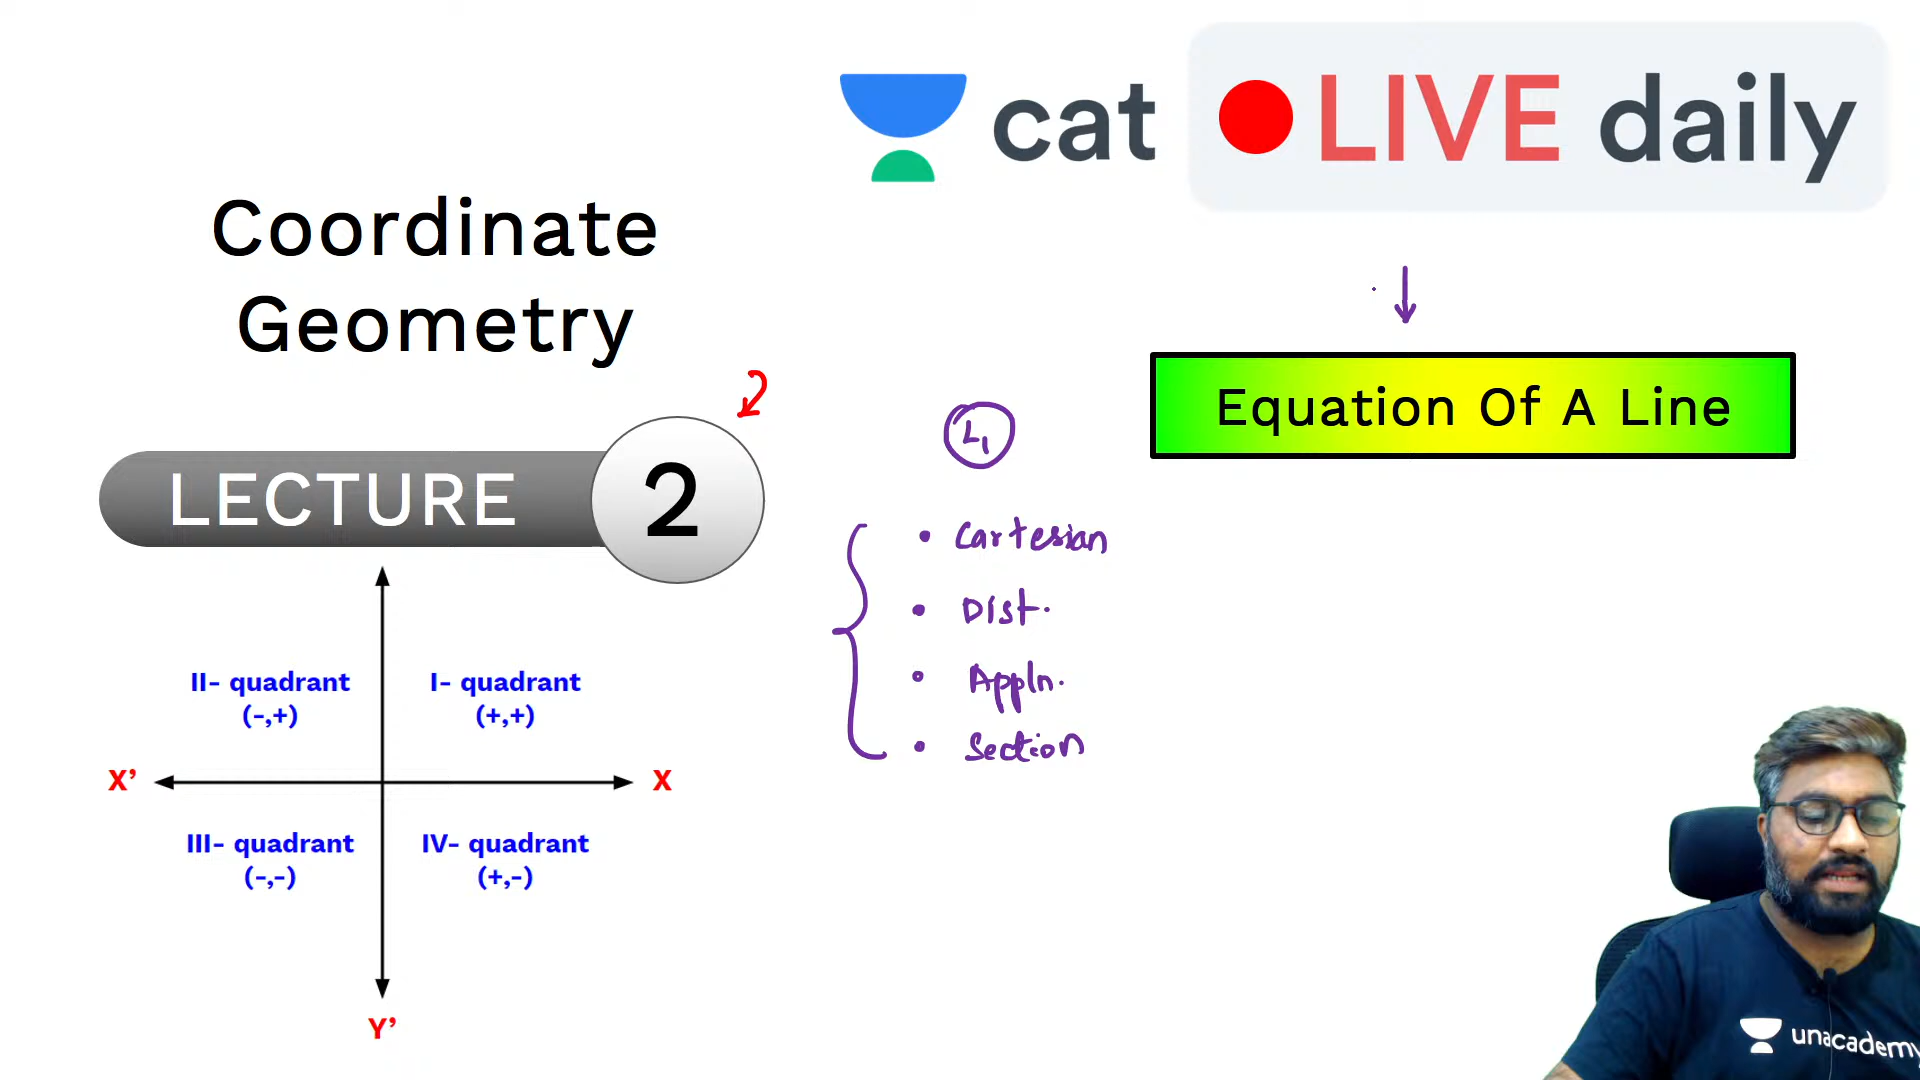 cat LIVE daily
Coordinate
Geometry
LECTURE 2
Equation Of A Line
L1
• Cartesian
• Dist.
• Appln.
• Section
II- quadrant
(-,+)
I- quadrant
(+,+)
X’
X
III- quadrant
(-,-)
IV- quadrant
(+,-)
Y’
unacademy